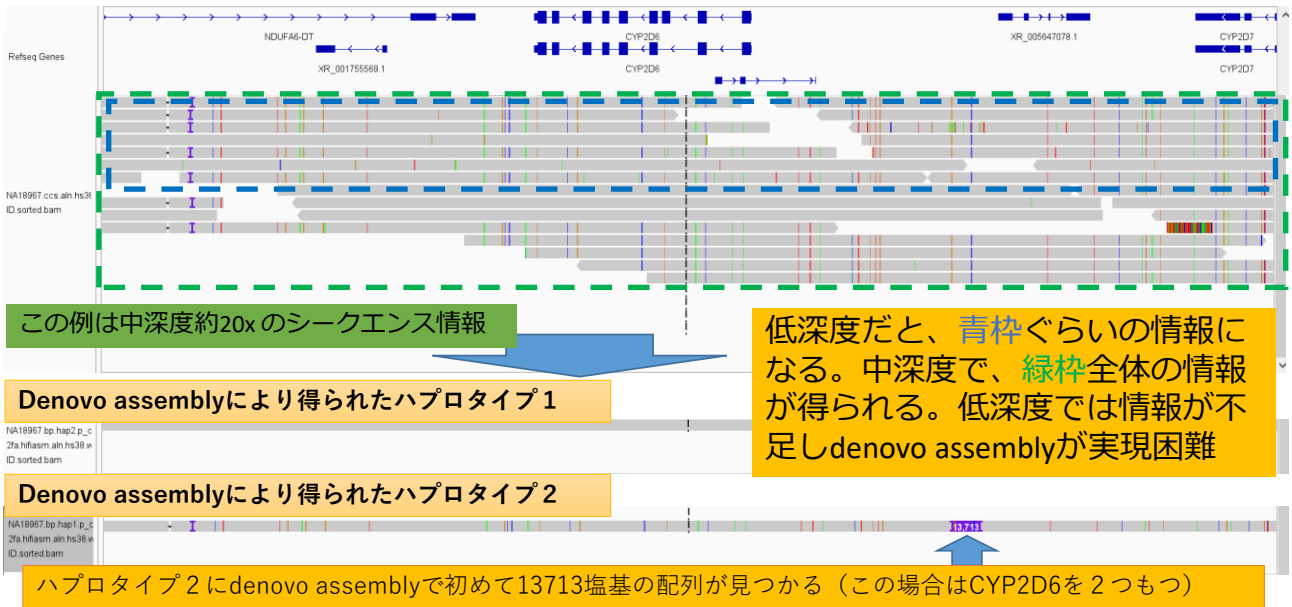 NDUFA6-DT
CYP2D6
XR_005647078.1
CYP2D7
Refseq Genes
XR_001755569.1
CYP2D6
CYP2D7
NA18967.ccs.aln.hs38
ID.sorted.bam
この例は中深度約20x のシークエンス情報
低深度だと、青枠ぐらいの情報に
なる。中深度で、緑枠全体の情報
が得られる。低深度では情報が不
足しdenovo assemblyが実現困難
Denovo assemblyにより得られたハプロタイプ１
NA18967.bp.hap2.p_c
2fa.hifiasm.aln.hs38.w
ID.sorted.bam
Denovo assemblyにより得られたハプロタイプ２
NA18967.bp.hap1.p_c
2fa.hifiasm.aln.hs38.w
ID.sorted.bam
13,713
ハプロタイプ２にdenovo assemblyで初めて13713塩基の配列が見つかる（この場合はCYP2D6を２つもつ）